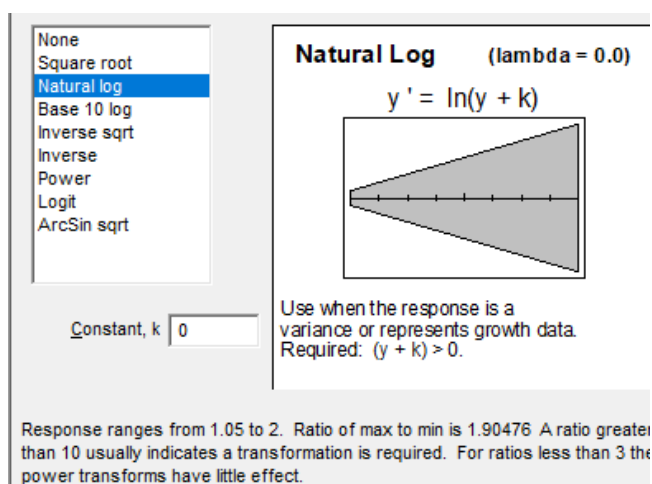 None
Square root
Natural log
Base 10 log
Inverse sqrt
Inverse
Power
Logit
ArcSin sqrt
Constant, k 0
Natural Log (lambda = 0.0)
y ' = ln(y + k)
Use when the response is a
variance or represents growth data.
Required: (y + k) > 0.
Response ranges from 1.05 to 2. Ratio of max to min is 1.90476 A ratio greater
than 10 usually indicates a transformation is required. For ratios less than 3 the
power transforms have little effect.